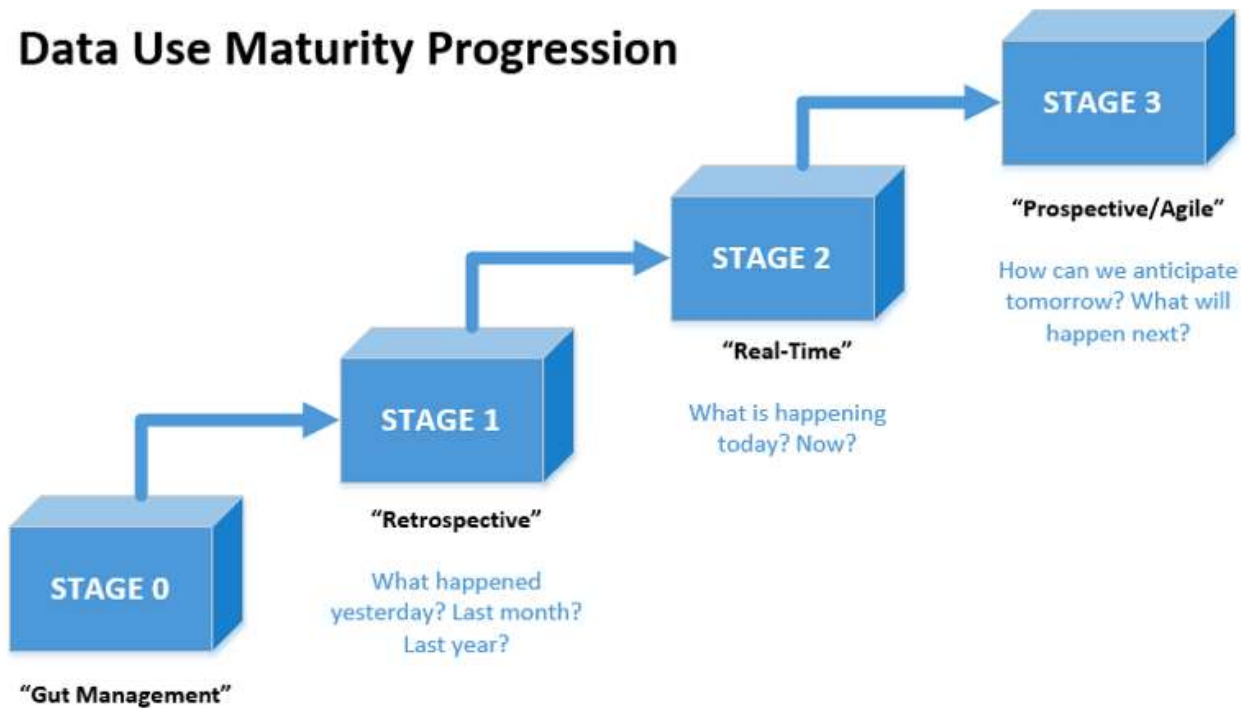 Data Use Maturity Progression
STAGE 0
“Gut Management”
STAGE 1
“Retrospective”
What happened
yesterday? Last month?
Last year?
STAGE 2
“Real-Time”
What is happening
today? Now?
STAGE 3
“Prospective/Agile”
How can we anticipate
tomorrow? What will
happen next?